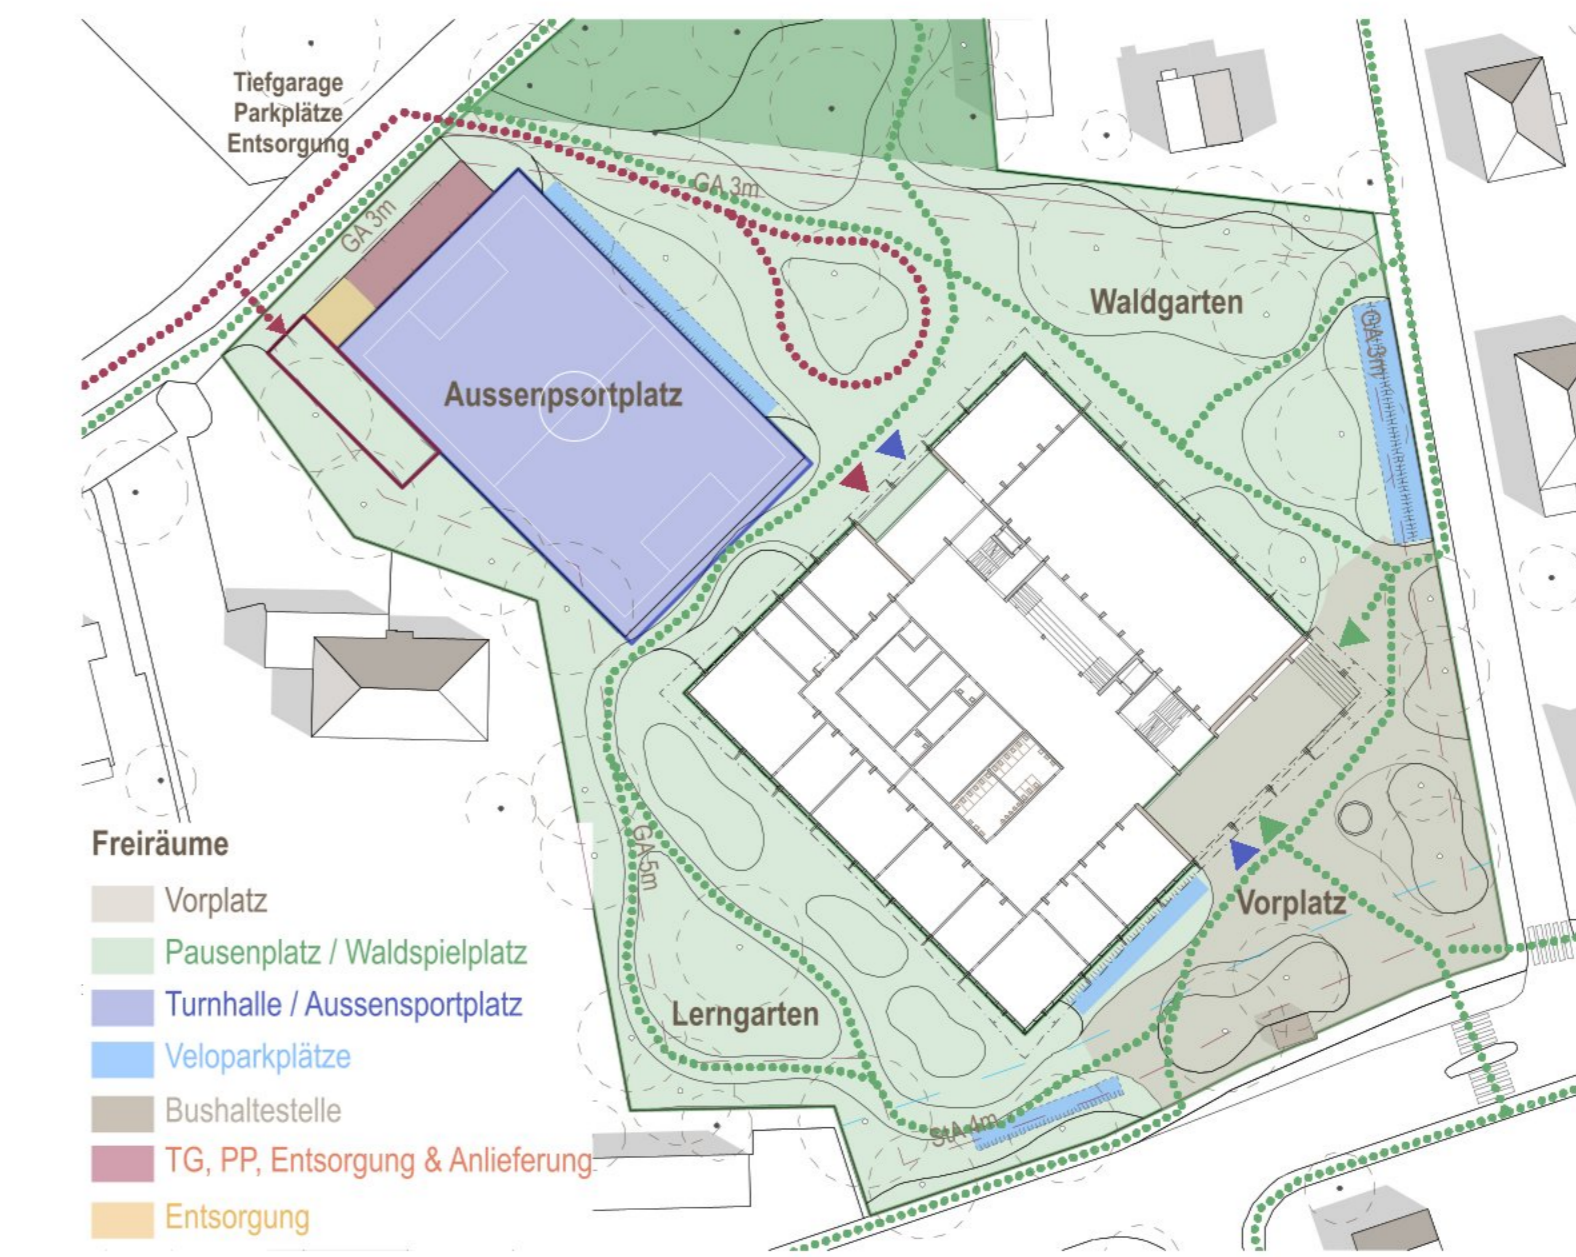 Tiefgarage
Parkplätze
Entsorgung
GA 3m
GA 3m
Waldgarten
GA 3m
Aussenpsortplatz
GA 5m
Vorplatz
Lerngarten
StA 4m
Freiräume
Vorplatz
Pausenplatz / Waldspielplatz
Turnhalle / Aussensportplatz
Veloparkplätze
Bushaltestelle
TG, PP, Entsorgung & Anlieferung
Entsorgung